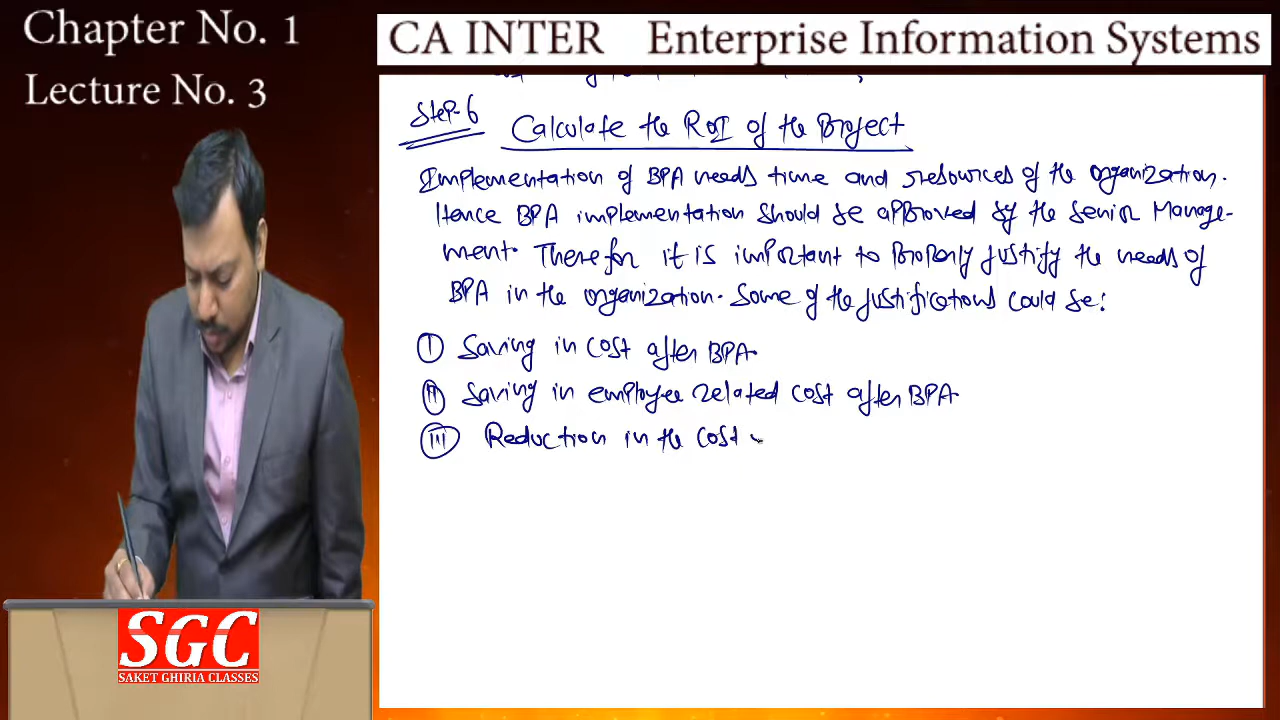 Chapter No. 1
Lecture No. 3
CA INTER Enterprise Information Systems
Step-6 Calculate the RoI of the Project
Implementation of BPA needs time and resources of the organization.
Hence BPA implementation should be approved by the senior Manage-
ment. Therefor it is important to Properly justify the needs of
BPA in the organization. Some of the justifications could be:
I Saving in cost after BPA.
II Saving in employee related cost after BPA.
III Reduction in the cost
SGC
SAKET GHIRIA CLASSES